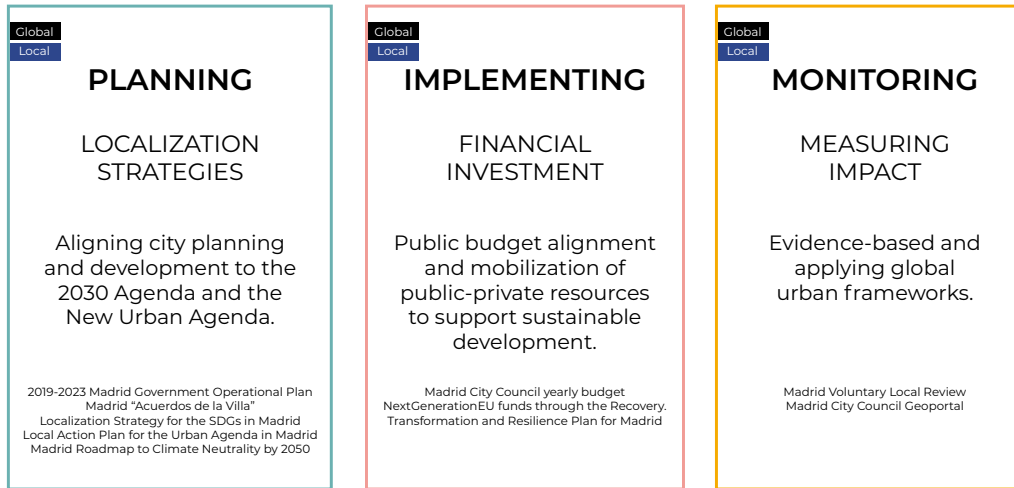 Global
Local
PLANNING
LOCALIZATION
STRATEGIES
Aligning city planning
and development to the
2030 Agenda and the
New Urban Agenda.
2019-2023 Madrid Government Operational Plan
Madrid “Acuerdos de la Villa”
Localization Strategy for the SDGs in Madrid
Local Action Plan for the Urban Agenda in Madrid
Madrid Roadmap to Climate Neutrality by 2050
Global
Local
IMPLEMENTING
FINANCIAL
INVESTMENT
Public budget alignment
and mobilization of
public-private resources
to support sustainable
development.
Madrid City Council yearly budget
NextGenerationEU funds through the Recovery.
Transformation and Resilience Plan for Madrid
Global
Local
MONITORING
MEASURING
IMPACT
Evidence-based and
applying global
urban frameworks.
Madrid Voluntary Local Review
Madrid City Council Geoportal